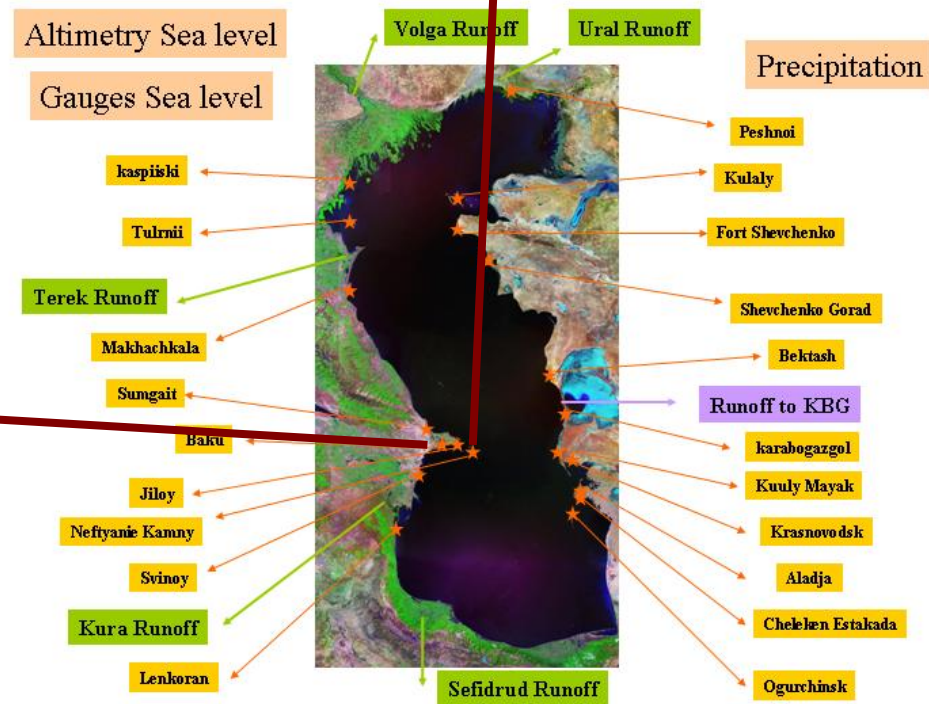 Altimetry Sea level
Gauges Sea level
Volga Runoff
Ural Runoff
Precipitation
kaspiiski
Tulrnii
Terek Runoff
Makhachkala
Sumgait
Baku
Jiloy
Neftyanie Kamny
Svinoy
Kura Runoff
Lenkoran
Sefidrud Runoff
Peshnoi
Kulaly
Fort Shevchenko
Shevchenko Gorad
Bektash
Runoff to KBG
karabogazgol
Kuuly Mayak
Krasnovodsk
Aladja
Cheleken Estakada
Ogurchinsk